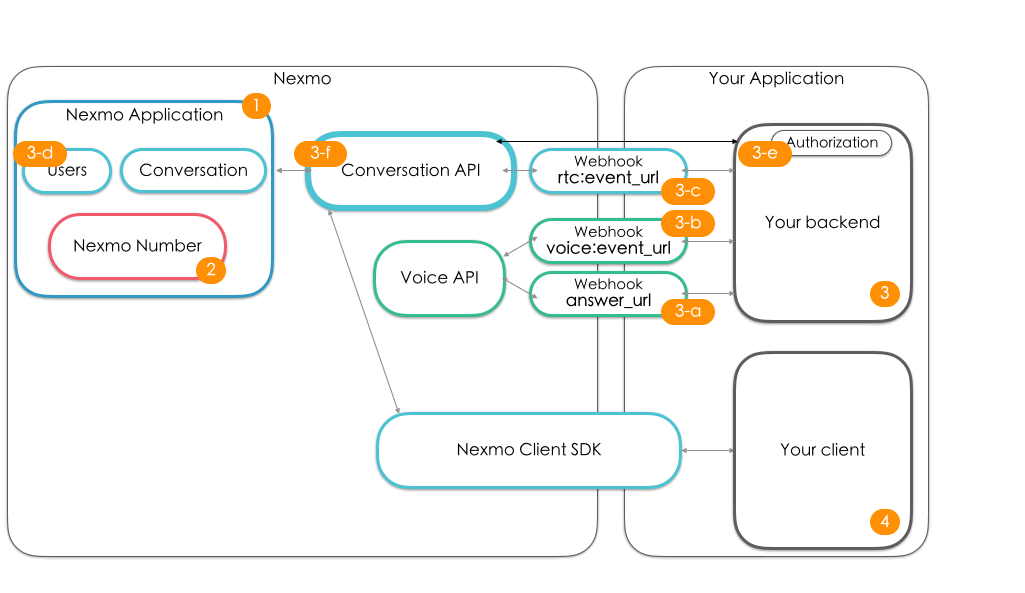 Nexmo
Your Application
Nexmo Application
1
3-d
Users
Conversation
Nexmo Number
2
3-f
Conversation API
Voice API
Webhook
rtc:event_url
3-c
3-b
Webhook
voice:event_url
Webhook
answer_url
3-a
Authorization
3-e
Your backend
3
Nexmo Client SDK
Your client
4